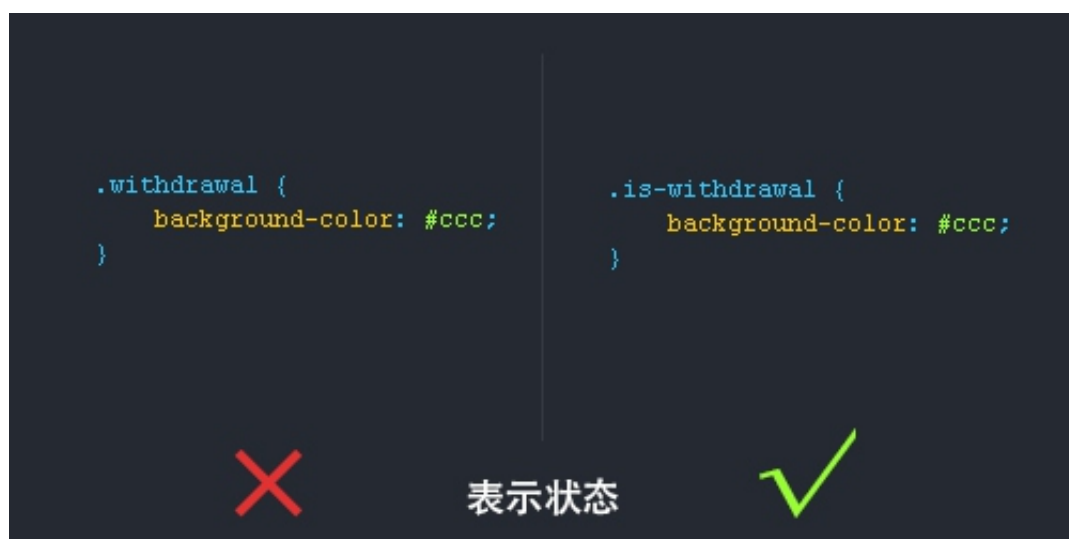 .withdrawal {
    background-color: #ccc;
}
.is-withdrawal {
    background-color: #ccc;
}
表示状态